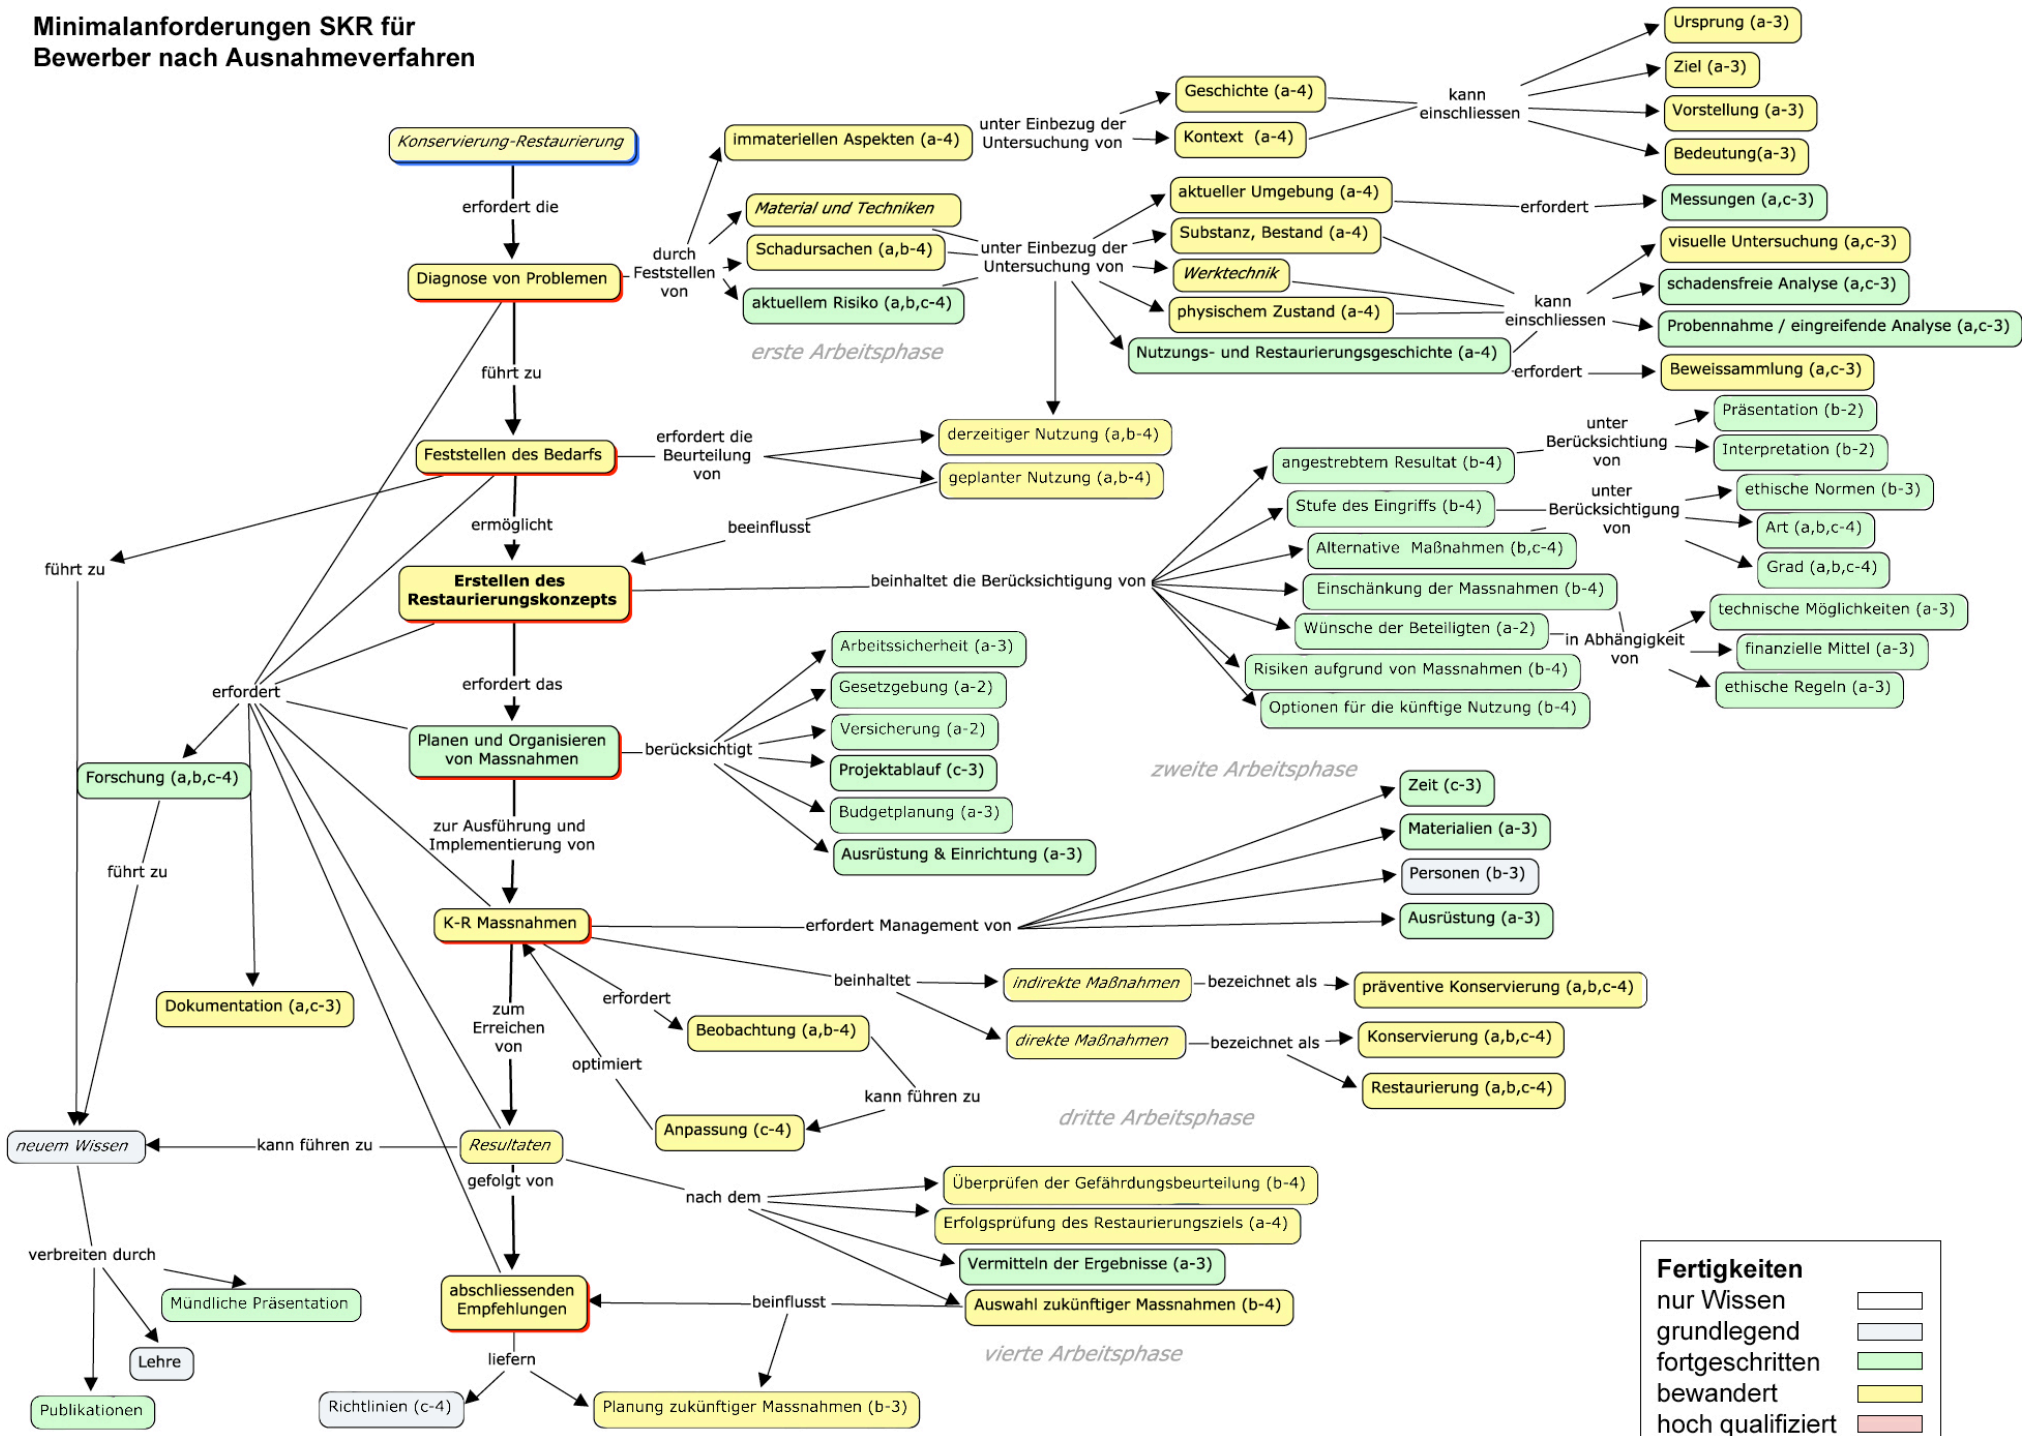 Minimalanforderungen SKR für
Bewerber nach Ausnahmeverfahren
Konservierung-Restaurierung
erfordert die
Diagnose von Problemen
durch
Feststellen
von
immateriellen Aspekten (a-4)
unter Einbezug der
Untersuchung von
Geschichte (a-4)
Kontext  (a-4)
kann
einschliessen
Ursprung (a-3)
Ziel (a-3)
Vorstellung (a-3)
Bedeutung(a-3)
Material und Techniken
Schadursachen (a,b-4)
aktuellem Risiko (a,b,c-4)
erste Arbeitsphase
unter Einbezug der
Untersuchung von
aktueller Umgebung (a-4)
Substanz, Bestand (a-4)
Werktechnik
physischem Zustand (a-4)
Nutzungs- und Restaurierungsgeschichte (a-4)
erfordert
Messungen (a,c-3)
kann
einschliessen
visuelle Untersuchung (a,c-3)
schadensfreie Analyse (a,c-3)
Probennahme / eingreifende Analyse (a,c-3)
erfordert
Beweissammlung (a,c-3)
führt zu
Feststellen des Bedarfs
erfordert die
Beurteilung
von
derzeitiger Nutzung (a,b-4)
geplanter Nutzung (a,b-4)
beeinflusst
ermöglicht
führt zu
Erstellen des
Restaurierungskonzepts
beinhaltet die Berücksichtigung von
angestrebtem Resultat (b-4)
Stufe des Eingriffs (b-4)
Alternative  Maßnahmen (b,c-4)
Einschänkung der Massnahmen (b-4)
Wünsche der Beteiligten (a-2)
Risiken aufgrund von Massnahmen (b-4)
Optionen für die künftige Nutzung (b-4)
unter
Berücksichtiung
von
Präsentation (b-2)
Interpretation (b-2)
unter
Berücksichtigung
von
ethische Normen (b-3)
Art (a,b,c-4)
Grad (a,b,c-4)
in Abhängigkeit
von
technische Möglichkeiten (a-3)
finanzielle Mittel (a-3)
ethische Regeln (a-3)
zweite Arbeitsphase
erfordert das
erfordert
Planen und Organisieren
von Massnahmen
berücksichtigt
Arbeitssicherheit (a-3)
Gesetzgebung (a-2)
Versicherung (a-2)
Projektablauf (c-3)
Budgetplanung (a-3)
Ausrüstung & Einrichtung (a-3)
Forschung (a,b,c-4)
führt zu
Dokumentation (a,c-3)
zur Ausführung und
Implementierung von
K-R Massnahmen
erfordert Management von
Zeit (c-3)
Materialien (a-3)
Personen (b-3)
Ausrüstung (a-3)
beinhaltet
indirekte Maßnahmen
bezeichnet als
präventive Konservierung (a,b,c-4)
direkte Maßnahmen
bezeichnet als
Konservierung (a,b,c-4)
Restaurierung (a,b,c-4)
erfordert
Beobachtung (a,b-4)
kann führen zu
Anpassung (c-4)
optimiert
dritte Arbeitsphase
zum
Erreichen
von
Resultaten
kann führen zu
neuem Wissen
verbreiten durch
Mündliche Präsentation
Lehre
Publikationen
gefolgt von
nach dem
Überprüfen der Gefährdungsbeurteilung (b-4)
Erfolgsprüfung des Restaurierungsziels (a-4)
Vermitteln der Ergebnisse (a-3)
Auswahl zukünftiger Massnahmen (b-4)
beinflusst
abschliessenden
Empfehlungen
vierte Arbeitsphase
liefern
Richtlinien (c-4)
Planung zukünftiger Massnahmen (b-3)
Fertigkeiten
nur Wissen
grundlegend
fortgeschritten
bewandert
hoch qualifiziert